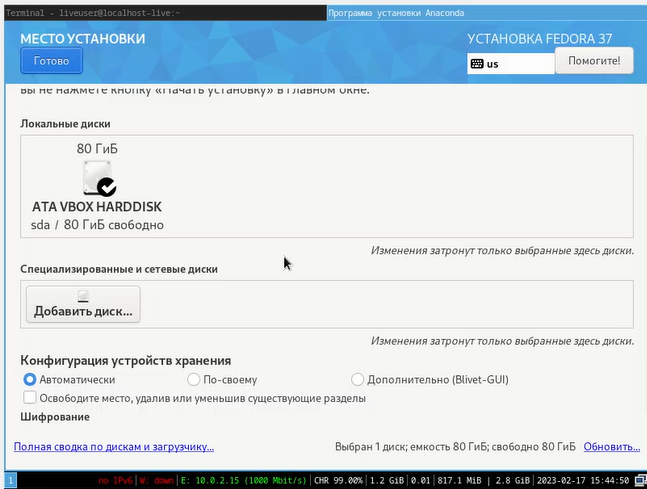 Terminal - liveuser@localhost-live:~
Программа установки Anaconda
МЕСТО УСТАНОВКИ
УСТАНОВКА FEDORA 37
Готово
us
Помогите!
вы не нажмете кнопку «Начать установку» в главном окне.
Локальные диски
80 ГиБ
ATA VBOX HARDDISK
sda / 80 ГиБ свободно
Изменения затронут только выбранные здесь диски.
Специализированные и сетевые диски
Добавить диск...
Изменения затронут только выбранные здесь диски.
Конфигурация устройств хранения
Автоматически
По-своему
Дополнительно (Blivet-GUI)
Освободите место, удалив или уменьшив существующие разделы
Шифрование
Полная сводка по дискам и загрузчику...
Выбран 1 диск; емкость 80 ГиБ; свободно 80 ГиБ Обновить...
1
no IPv6 | W: down | E: 10.0.2.15 (1000 Mbit/s) | CHR 99.00% | 1.2 GiB | 0.01 | 817.1 MiB | 2.8 GiB | 2023-02-17 15:44:50